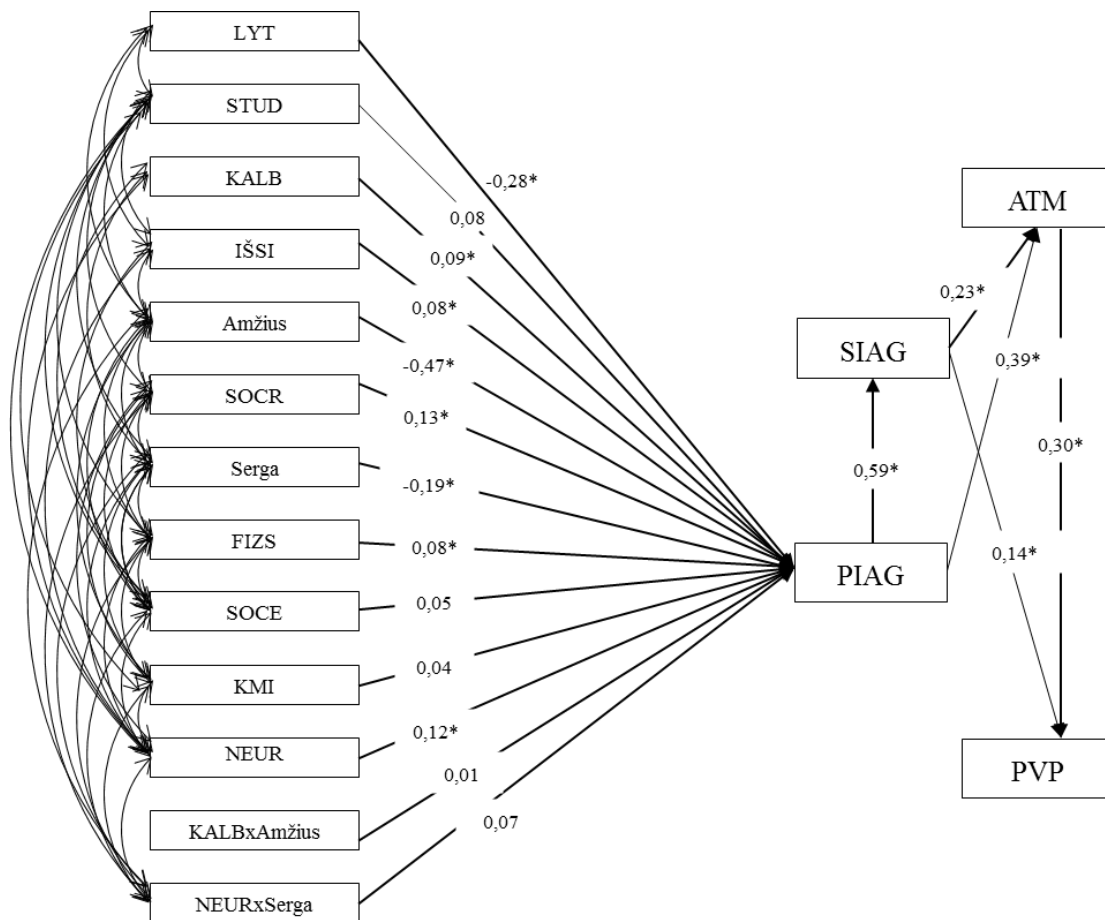 LYT
STUD
KALB
IŠSI
Amžius
SOCR
Serga
FIZS
SOCE
KMI
NEUR
KALBxAmžius
NEURxSerga
-0,28*
0,08
0,09*
0,08*
-0,47*
0,13*
-0,19*
0,08*
0,05
0,04
0,12*
0,01
0,07
ATM
SIAG
PIAG
PVP
0,23*
0,39*
0,59*
0,30*
0,14*